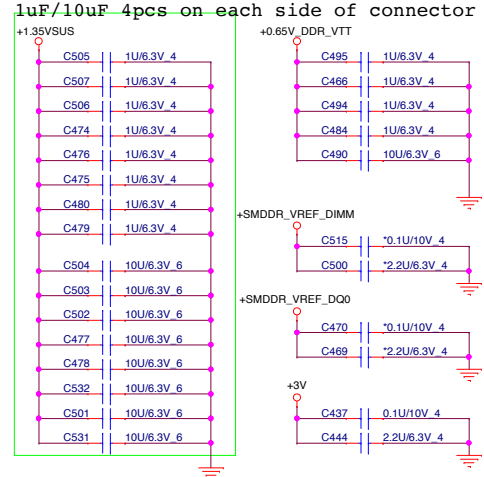 1uF/10uF 4pcs on each side of connector
+1.35VSUS
C505 1U/6.3V_4
C507 1U/6.3V_4
C506 1U/6.3V_4
C474 1U/6.3V_4
C476 1U/6.3V_4
C475 1U/6.3V_4
C480 1U/6.3V_4
C479 1U/6.3V_4
C504 10U/6.3V_6
C503 10U/6.3V_6
C502 10U/6.3V_6
C477 10U/6.3V_6
C478 10U/6.3V_6
C532 10U/6.3V_6
C501 10U/6.3V_6
C531 10U/6.3V_6
+0.65V_DDR_VTT
C495 1U/6.3V_4
C466 1U/6.3V_4
C494 1U/6.3V_4
C484 1U/6.3V_4
C490 10U/6.3V_6
+SMDDR_VREF_DIMM
C515 *0.1U/10V_4
C500 *2.2U/6.3V_4
+SMDDR_VREF_DQ0
C470 *0.1U/10V_4
C469 *2.2U/6.3V_4
+3V
C437 0.1U/10V_4
C444 2.2U/6.3V_4